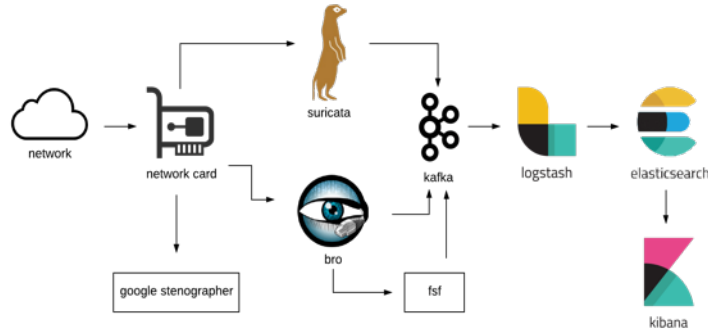 suricata
network
network card
kafka
logstash
elasticsearch
bro
google stenographer
fsf
kibana